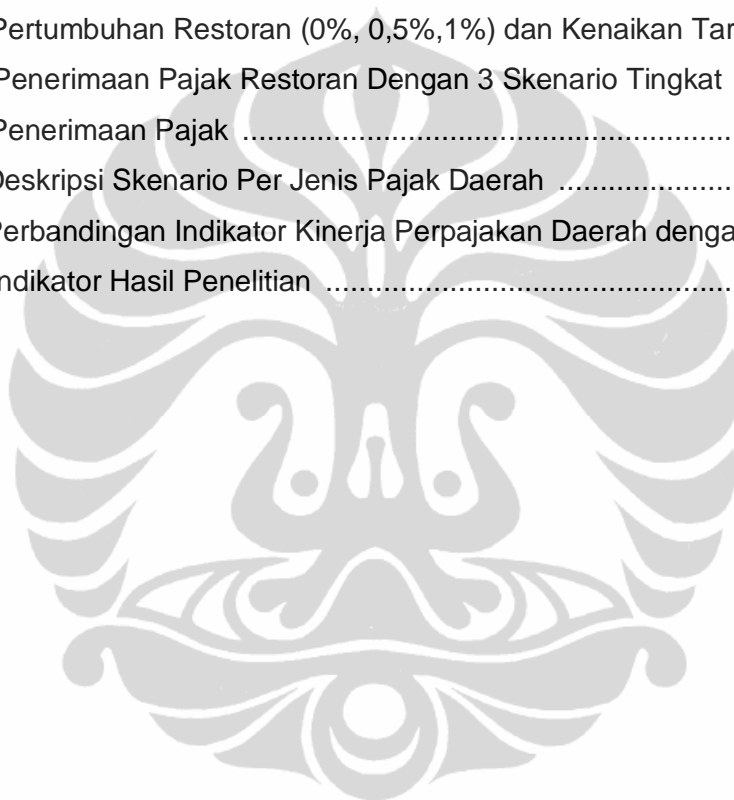 Pertumbuhan Restoran (0%, 0,5%,1%) dan Kenaikan Tar
Penerimaan Pajak Restoran Dengan 3 Skenario Tingkat
Penerimaan Pajak ............................................................
Deskripsi Skenario Per Jenis Pajak Daerah .....................
Perbandingan Indikator Kinerja Perpajakan Daerah denga
Indikator Hasil Penelitian .................................................